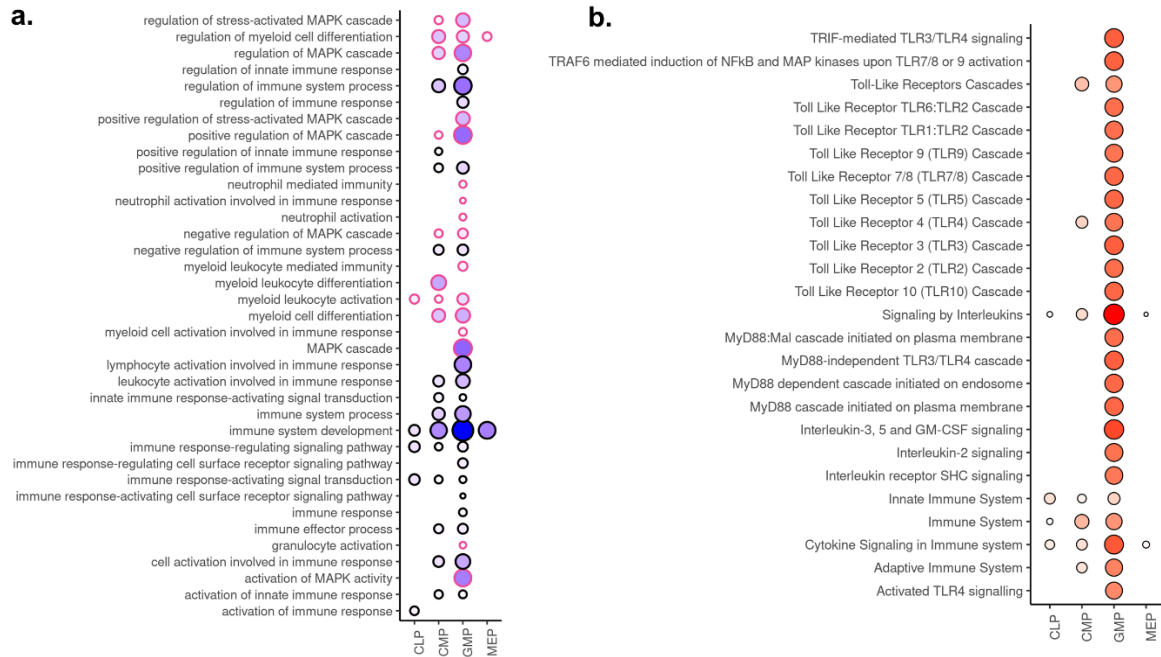 a.
regulation of stress-activated MAPK cascade
regulation of myeloid cell differentiation
regulation of MAPK cascade
regulation of innate immune response
regulation of immune system process
regulation of immune response
positive regulation of stress-activated MAPK cascade
positive regulation of MAPK cascade
positive regulation of innate immune response
positive regulation of immune system process
neutrophil mediated immunity
neutrophil activation involved in immune response
neutrophil activation
negative regulation of MAPK cascade
negative regulation of immune system process
myeloid leukocyte mediated immunity
myeloid leukocyte differentiation
myeloid leukocyte activation
myeloid cell differentiation
myeloid cell activation involved in immune response
MAPK cascade
lymphocyte activation involved in immune response
leukocyte activation involved in immune response
innate immune response-activating signal transduction
immune system process
immune system development
immune response-regulating signaling pathway
immune response-regulating cell surface receptor signaling pathway
immune response-activating signal transduction
immune response-activating cell surface receptor signaling pathway
immune response
immune effector process
granulocyte activation
cell activation involved in immune response
activation of MAPK activity
activation of innate immune response
activation of immune response
CLP
CMP
GMP
MEP
b.
TRIF-mediated TLR3/TLR4 signaling
TRAF6 mediated induction of NFkB and MAP kinases upon TLR7/8 or 9 activation
Toll-Like Receptors Cascades
Toll Like Receptor TLR6:TLR2 Cascade
Toll Like Receptor TLR1:TLR2 Cascade
Toll Like Receptor 9 (TLR9) Cascade
Toll Like Receptor 7/8 (TLR7/8) Cascade
Toll Like Receptor 5 (TLR5) Cascade
Toll Like Receptor 4 (TLR4) Cascade
Toll Like Receptor 3 (TLR3) Cascade
Toll Like Receptor 2 (TLR2) Cascade
Toll Like Receptor 10 (TLR10) Cascade
Signaling by Interleukins
MyD88:Mal cascade initiated on plasma membrane
MyD88-independent TLR3/TLR4 cascade
MyD88 dependent cascade initiated on endosome
MyD88 cascade initiated on plasma membrane
Interleukin-3, 5 and GM-CSF signaling
Interleukin-2 signaling
Interleukin receptor SHC signaling
Innate Immune System
Immune System
Cytokine Signaling in Immune system
Adaptive Immune System
Activated TLR4 signalling
CLP
CMP
GMP
MEP